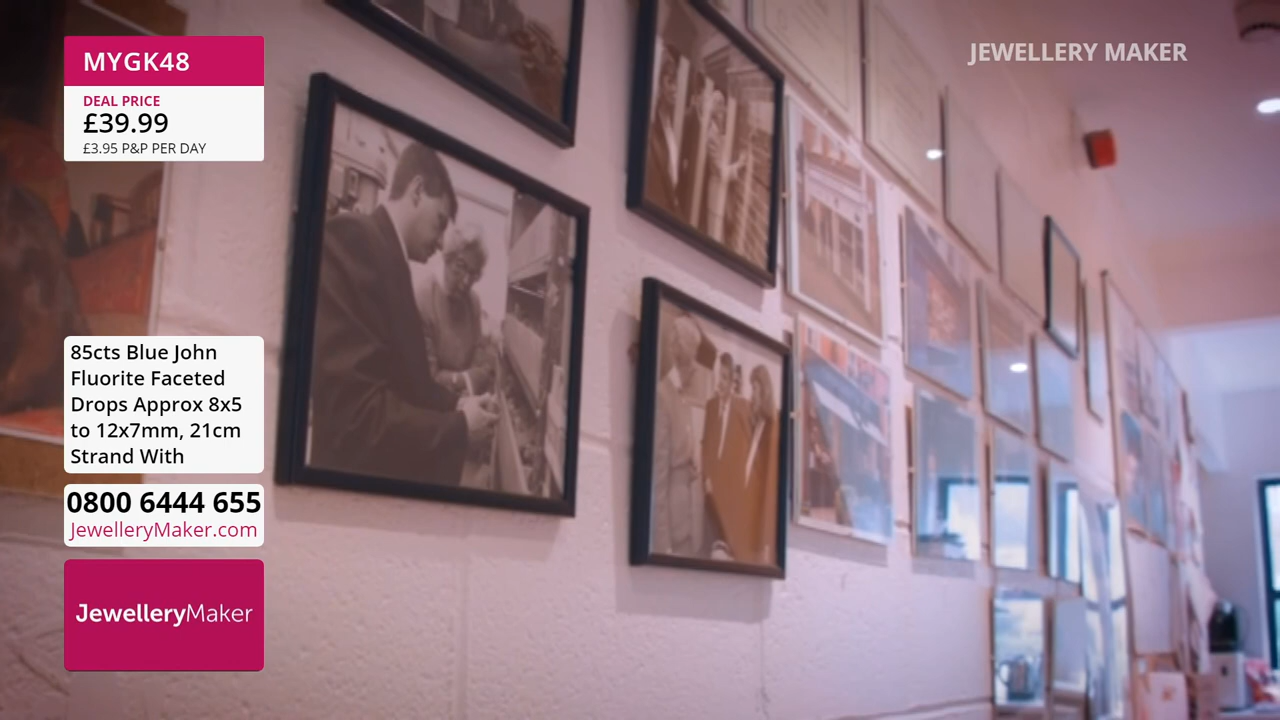 MYGK48
DEAL PRICE
£39.99
£3.95 P&P PER DAY
JEWELLERY MAKER
85cts Blue John
Fluorite Faceted
Drops Approx 8x5
to 12x7mm, 21cm
Strand With
0800 6444 655
JewelleryMaker.com
JewelleryMaker